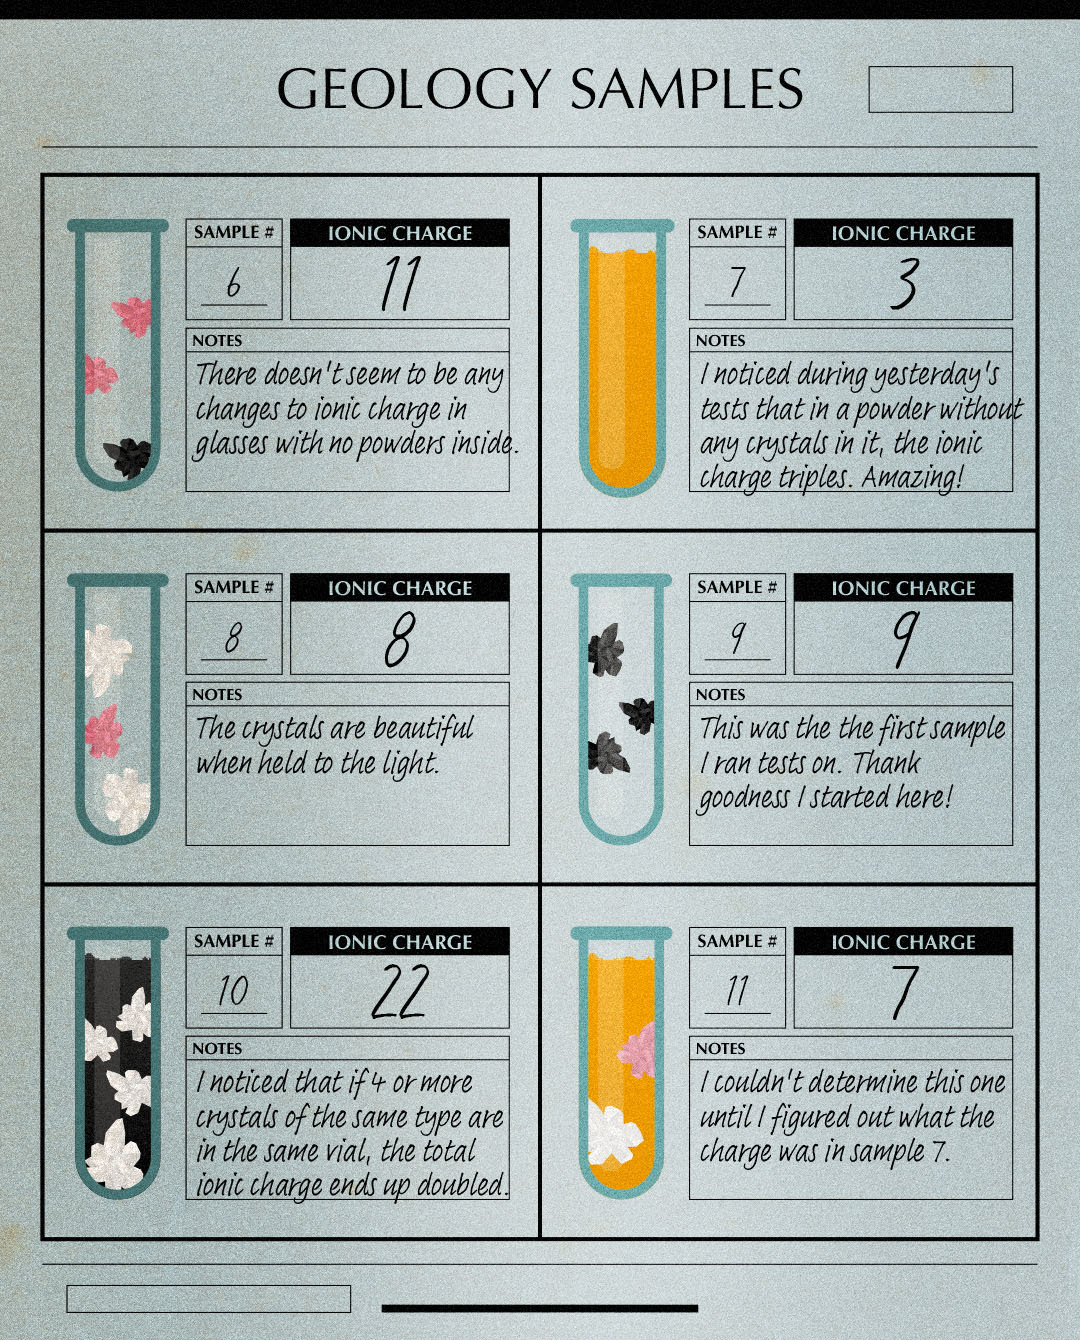 GEOLOGY SAMPLES
SAMPLE #
IONIC CHARGE
6
11
NOTES
There doesn't seem to be any
changes to ionic charge in
glasses with no powders inside.
SAMPLE #
IONIC CHARGE
7
3
NOTES
I noticed during yesterday's
tests that in a powder without
any crystals in it, the ionic
charge triples. Amazing!
SAMPLE #
IONIC CHARGE
8
8
NOTES
The crystals are beautiful
when held to the light.
SAMPLE #
IONIC CHARGE
9
9
NOTES
This was the the first sample
I ran tests on. Thank
goodness I started here!
SAMPLE #
IONIC CHARGE
10
22
NOTES
I noticed that if 4 or more
crystals of the same type are
in the same vial, the total
ionic charge ends up doubled.
SAMPLE #
IONIC CHARGE
11
7
NOTES
I couldn't determine this one
until I figured out what the
charge was in sample 7.